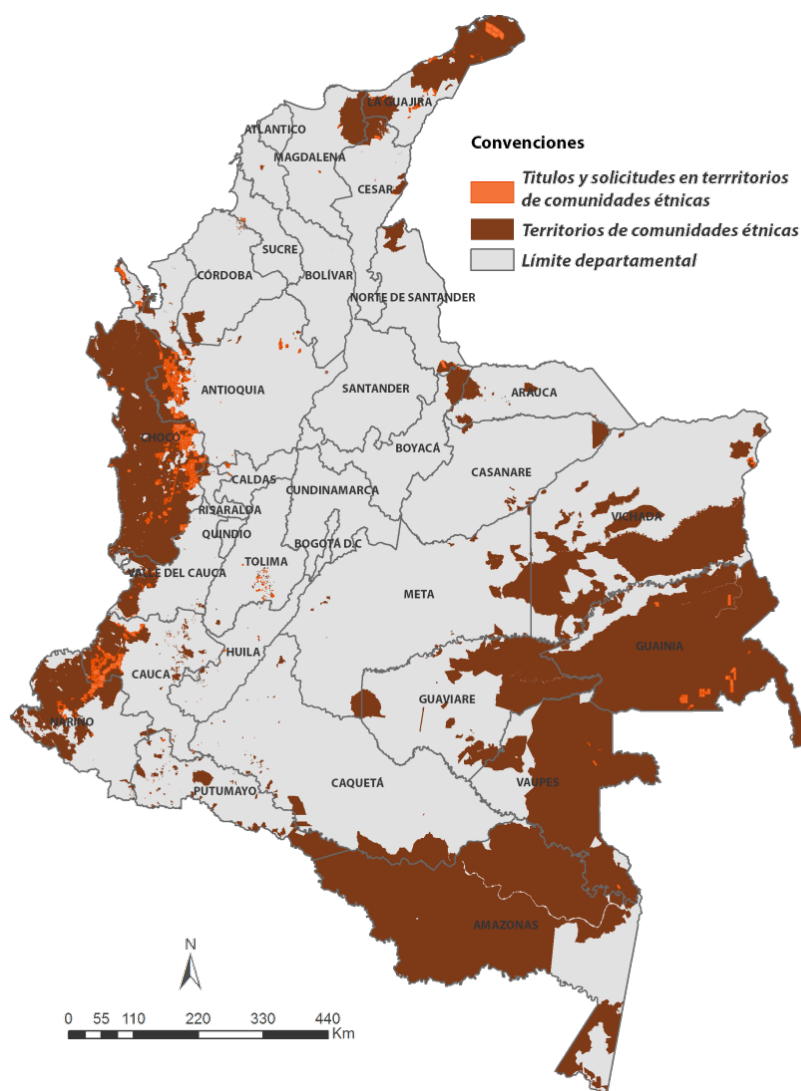 LA GUAJIRA
ATLANTICO
MAGDALENA
CESAR
Convenciones
Titulos y solicitudes en terrritorios
de comunidades étnicas
Territorios de comunidades étnicas
Límite departamental
SUCRE
CÓRDOBA
BOLÍVAR
NORTE DE SANTANDER
ANTIOQUIA
SANTANDER
ARAUCA
CHOCÓ
BOYACÁ
CASANARE
CALDAS
CUNDINAMARCA
RISARALDA
VICHADA
QUINDIO
BOGOTÁ D.C
TOLIMA
VALLE DEL CAUCA
META
HUILA
GUAINIA
CAUCA
GUAVIARE
NARIÑO
CAQUETÁ
VAUPES
PUTUMAYO
AMAZONAS
N
0 55 110 220 330 440
Km